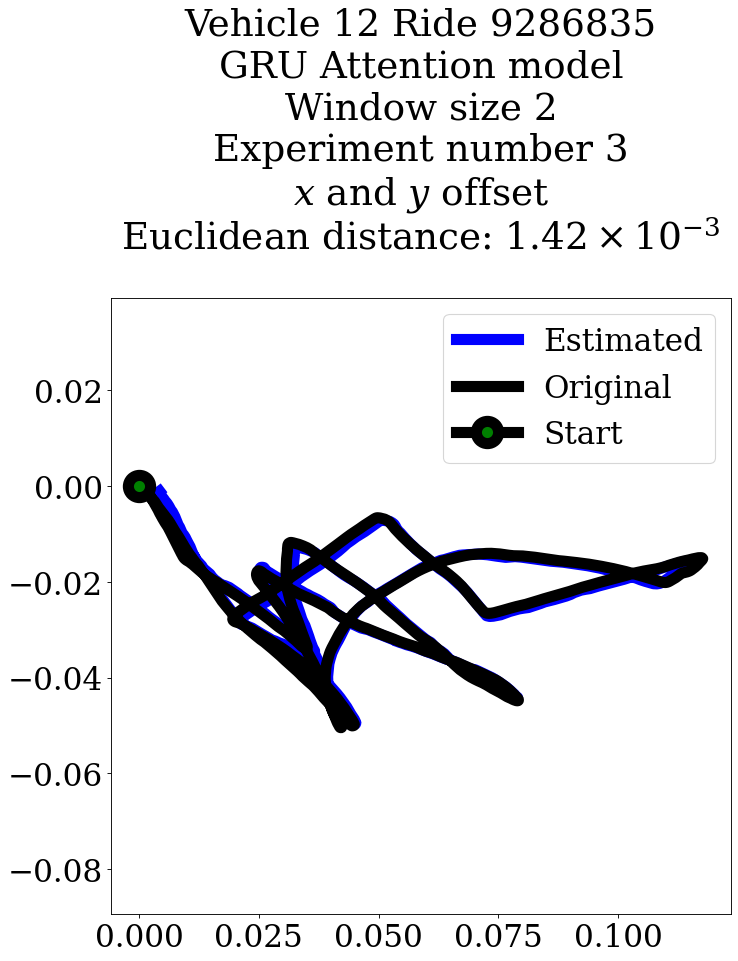 Vehicle 12 Ride 9286835
GRU Attention model
Window size 2
Experiment number 3
x and y offset
Euclidean distance: 1.42 × 10⁻³
Estimated
Original
Start
0.02
0.00
−0.02
−0.04
−0.06
−0.08
0.000 0.025 0.050 0.075 0.100